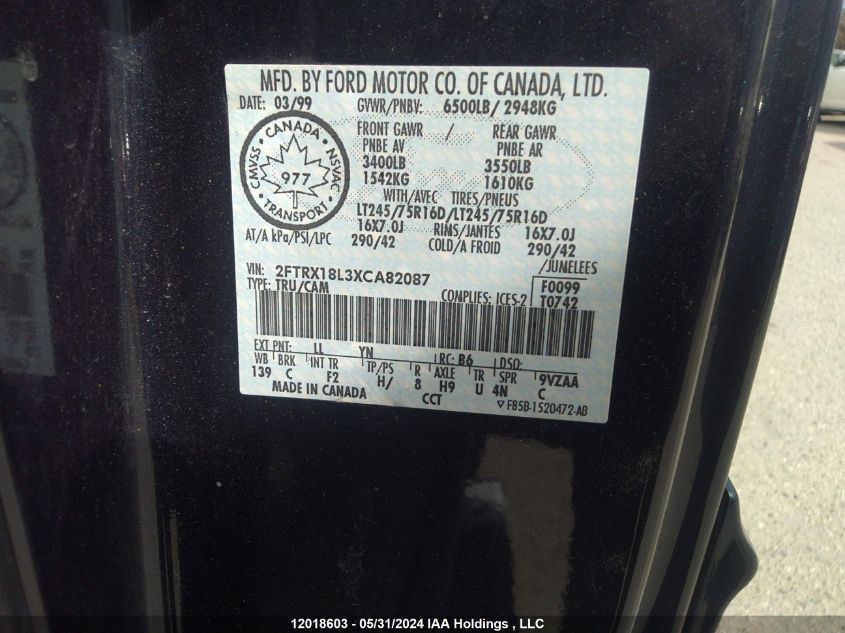 MFD. BY FORD MOTOR CO. OF CANADA, LTD.
DATE: 03/99 GVWR/PNBV: 6500LB/ 2948KG
CANADA
CMVSS NSVAC
977
TRANSPORT
FRONT GAWR / REAR GAWR
PNBE AV PNBE AR
3400LB 3550LB
1542KG 1610KG
WITH/AVEC TIRES/PNEUS
LT245/75R16D/LT245/75R16D
16X7.0J RINS/JANTES 16X7.0J
AT/A kPa/PSI/LPC 290/42 COLD/A FROID 290/42
/JUMELEES
VIN: 2FTRX18L3XCA82087 F0099
TYPE: TRU/CAM COMPLIES: ICES-2 T0742
EXT PNT: LL YN RC: B6 DSO:
WB BRK INT TR TP/PS R AXLE TR SPR 9VZAA
139 C F2 H/ 8 H9 U 4N C
MADE IN CANADA CCT ▽ F85B-1520472-AB
12018603 - 05/31/2024 IAA Holdings , LLC